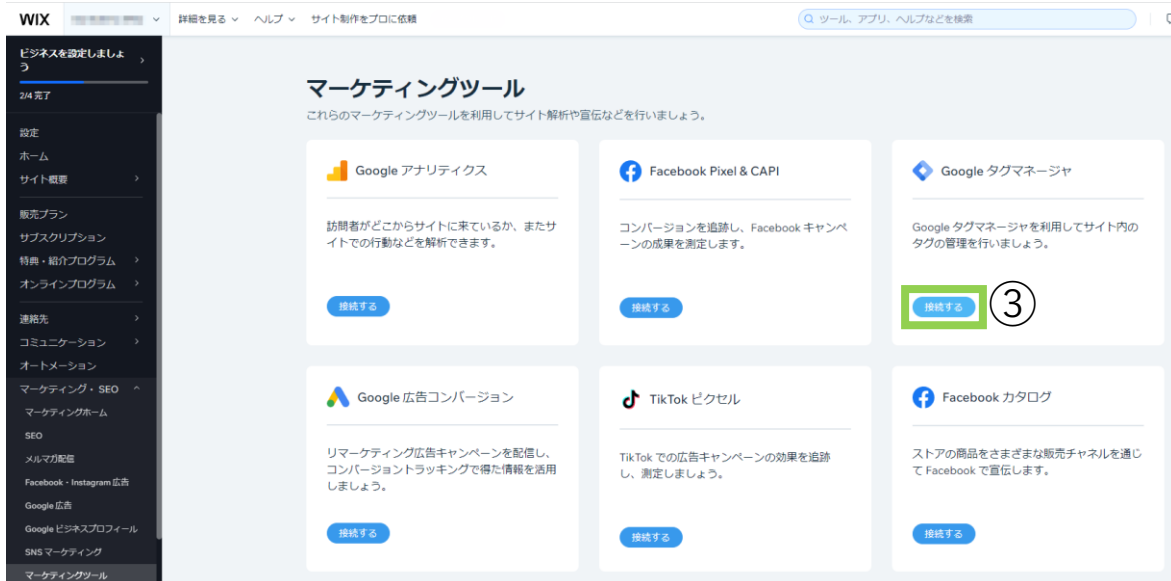 WIX
詳細を見る
ヘルプ
サイト制作をプロに依頼
ツール、アプリ、ヘルプなどを検索
ビジネスを設定しましょ
う
2/4 完了
設定
ホーム
サイト概要
販売プラン
サブスクリプション
特典・紹介プログラム
オンラインプログラム
連絡先
コミュニケーション
オートメーション
マーケティング・SEO
マーケティングホーム
SEO
メルマガ配信
Facebook・Instagram 広告
Google 広告
Google ビジネスプロフィール
SNS マーケティング
マーケティングツール
マーケティングツール
これらのマーケティングツールを利用してサイト解析や宣伝などを行いましょう。
Google アナリティクス
訪問者がどこからサイトに来ているか、またサ
イトでの行動などを解析できます。
接続する
Facebook Pixel & CAPI
コンバージョンを追跡し、Facebook キャンペ
ーンの成果を測定します。
接続する
Google タグマネージャ
Google タグマネージャを利用してサイト内の
タグの管理を行いましょう。
接続する
③
Google 広告コンバージョン
リマーケティング広告キャンペーンを配信し、
コンバージョントラッキングで得た情報を活用
しましょう。
接続する
TikTok ピクセル
TikTok での広告キャンペーンの効果を追跡
し、測定しましょう。
接続する
Facebook カタログ
ストアの商品をさまざまな販売チャネルを通じ
て Facebook で宣伝します。
接続する